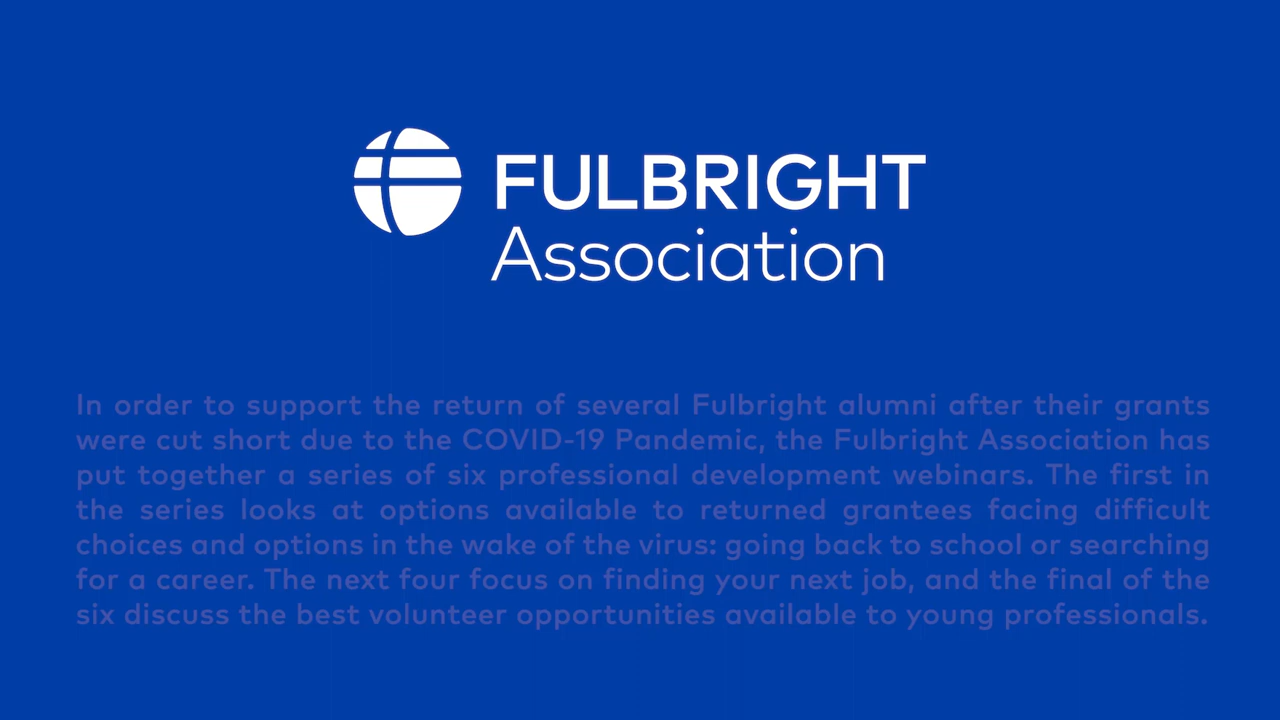 FULBRIGHT
Association
In order to support the return of several Fulbright alumni after their grants
were cut short due to the COVID-19 Pandemic, the Fulbright Association has
put together a series of six professional development webinars. The first in
the series looks at options available to returned grantees facing difficult
choices and options in the wake of the virus: going back to school or searching
for a career. The next four focus on finding your next job, and the final of the
six discuss the best volunteer opportunities available to young professionals.